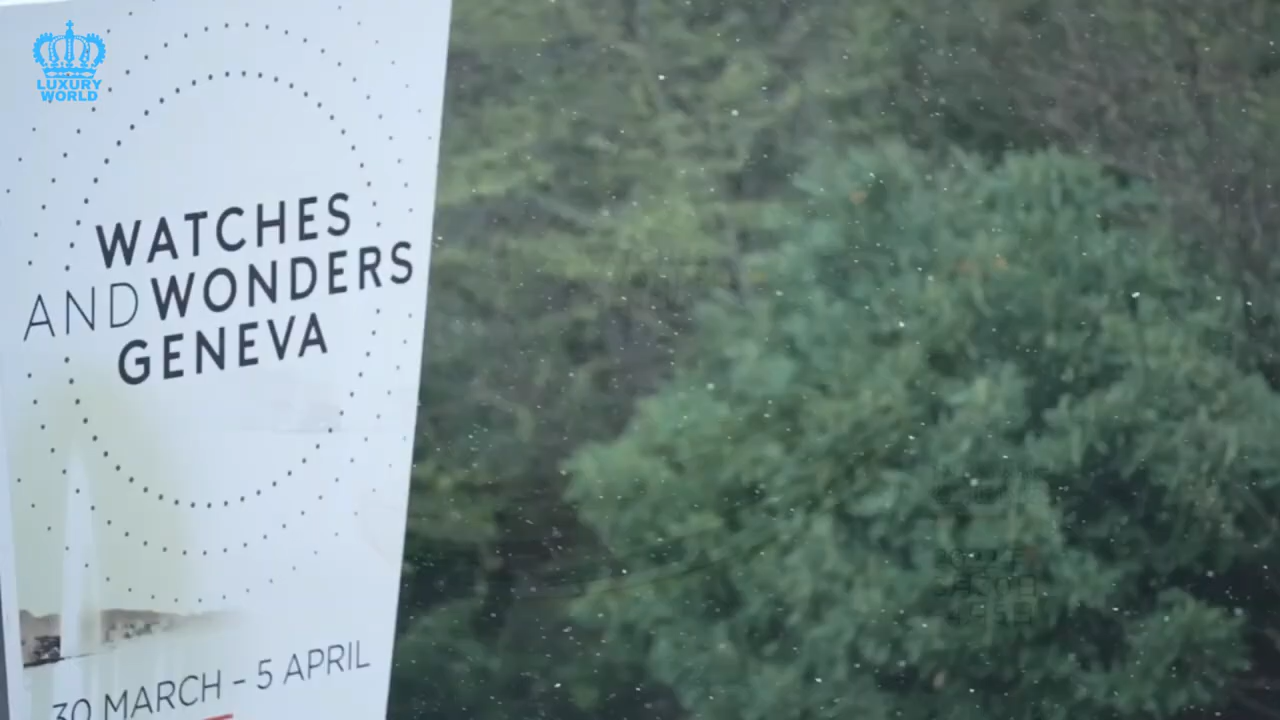 LUXURY
WORLD
WATCHES
AND WONDERS
GENEVA
30 MARCH - 5 APRIL